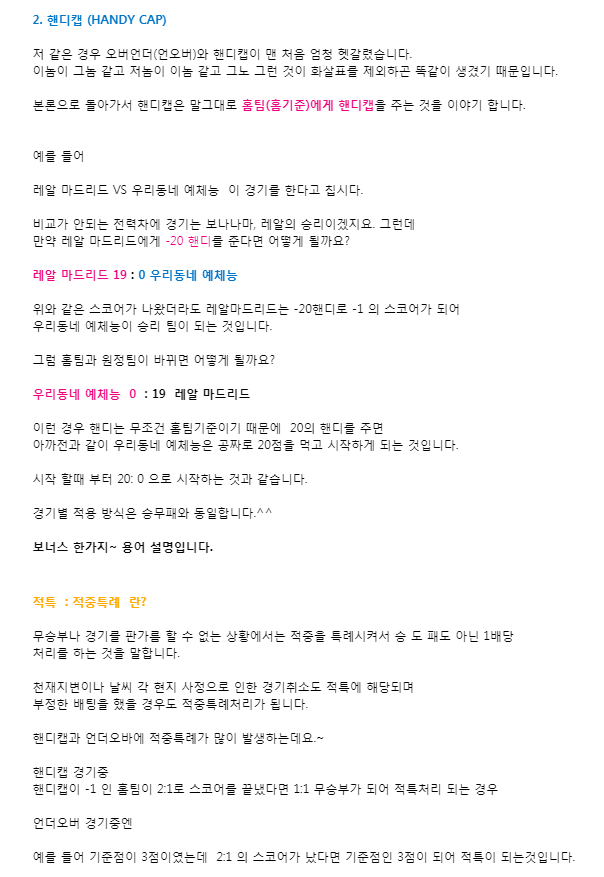 2. 핸디캡 (HANDY CAP)
저 같은 경우 오버언더(언오버)와 핸디캡이 맨 처음 엄청 헷갈렸습니다.
이놈이 그놈 같고 저놈이 이놈 같고 그노 그런 것이 화살표를 제외하곤 똑같이 생겼기 때문입니다.
본론으로 돌아가서 핸디캡은 말그대로 홈팀(홈기준)에게 핸디캡을 주는 것을 이야기 합니다.
예를 들어
레알 마드리드 VS 우리동네 예체능 이 경기를 한다고 칩시다.
비교가 안되는 전력차에 경기는 보나나마, 레알의 승리이겠지요. 그런데
만약 레알 마드리드에게 -20 핸디를 준다면 어떻게 될까요?
레알 마드리드 19 : 0 우리동네 예체능
위와 같은 스코어가 나왔더라도 레알마드리드는 -20핸디로 -1 의 스코어가 되어
우리동네 예체능이 승리 팀이 되는 것입니다.
그럼 홈팀과 원정팀이 바뀌면 어떻게 될까요?
우리동네 예체능 0 : 19 레알 마드리드
이런 경우 핸디는 무조건 홈팀기준이기 때문에 20의 핸디를 주면
아까전과 같이 우리동네 예체능은 공짜로 20점을 먹고 시작하게 되는 것입니다.
시작 할때 부터 20: 0 으로 시작하는 것과 같습니다.
경기별 적용 방식은 승무패와 동일합니다.^^
보너스 한가지~ 용어 설명입니다.
적특 : 적중특례 란?
무승부나 경기를 판가름 할 수 없는 상황에서는 적중을 특례시켜서 승 도 패도 아닌 1배당
처리를 하는 것을 말합니다.
천재지변이나 날씨 각 현지 사정으로 인한 경기취소도 적특에 해당되며
부정한 배팅을 했을 경우도 적중특례처리가 됩니다.
핸디캡과 언더오바에 적중특례가 많이 발생하는데요.~
핸디캡 경기중
핸디캡이 -1 인 홈팀이 2:1로 스코어를 끝냈다면 1:1 무승부가 되어 적특처리 되는 경우
언더오버 경기중엔
예를 들어 기준점이 3점이였는데 2:1 의 스코어가 났다면 기준점인 3점이 되어 적특이 되는것입니다.